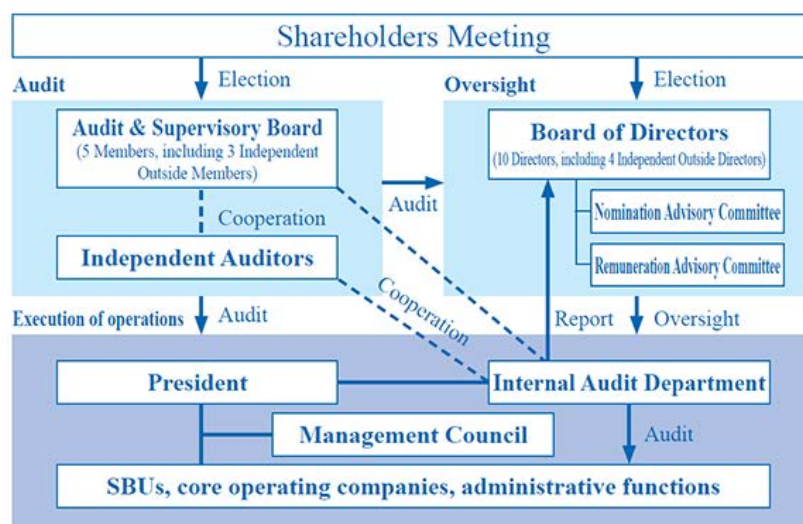 Shareholders Meeting
Election
Election
Audit
Oversight
Audit & Supervisory Board
(5 Members, including 3 Independent
Outside Members)
Board of Directors
(10 Directors, including 4 Independent Outside Directors)
Audit
Nomination Advisory Committee
Cooperation
Independent Auditors
Remuneration Advisory Committee
Cooperation
Execution of operations
Audit
Report
Oversight
President
Internal Audit Department
Management Council
Audit
SBUs, core operating companies, administrative functions